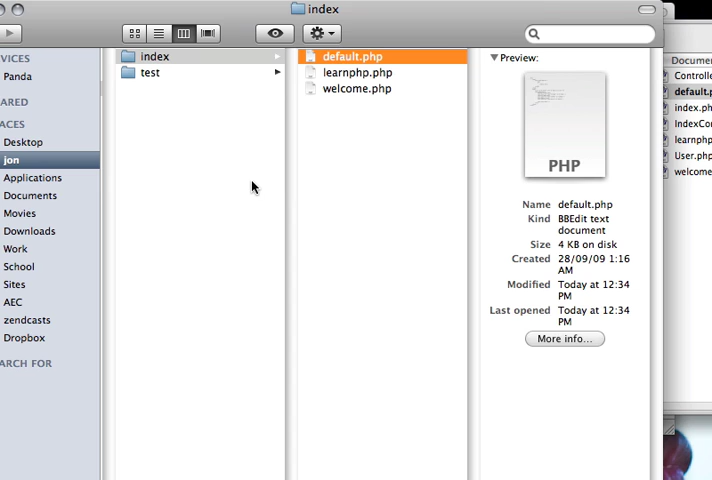 index
VICES
Panda
ARED
ACES
Desktop
jon
Applications
Documents
Movies
Downloads
Work
School
Sites
AEC
zendcasts
Dropbox
ARCH FOR
index
test
default.php
learnphp.php
welcome.php
Preview:
PHP
Name default.php
Kind BBEdit text
document
Size 4 KB on disk
Created 28/09/09 1:16
AM
Modified Today at 12:34
PM
Last opened Today at 12:34
PM
More info...
Documen
Controlle
default.p
index.ph
IndexCon
learnphp
User.php
welcome